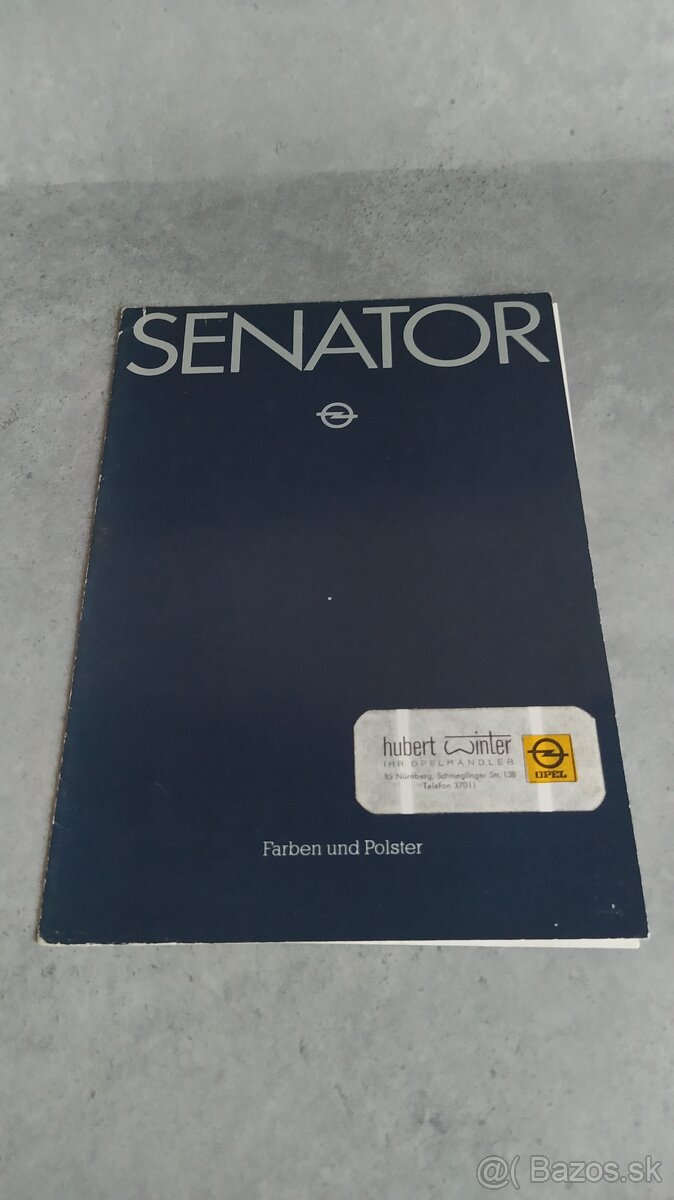 SENATOR
hubert winter
IHR OPELHÄNDLER
85 Nürnberg, Schnieglinger Str. 138
Telefon 37011
OPEL
Farben und Polster
@( Bazos.sk